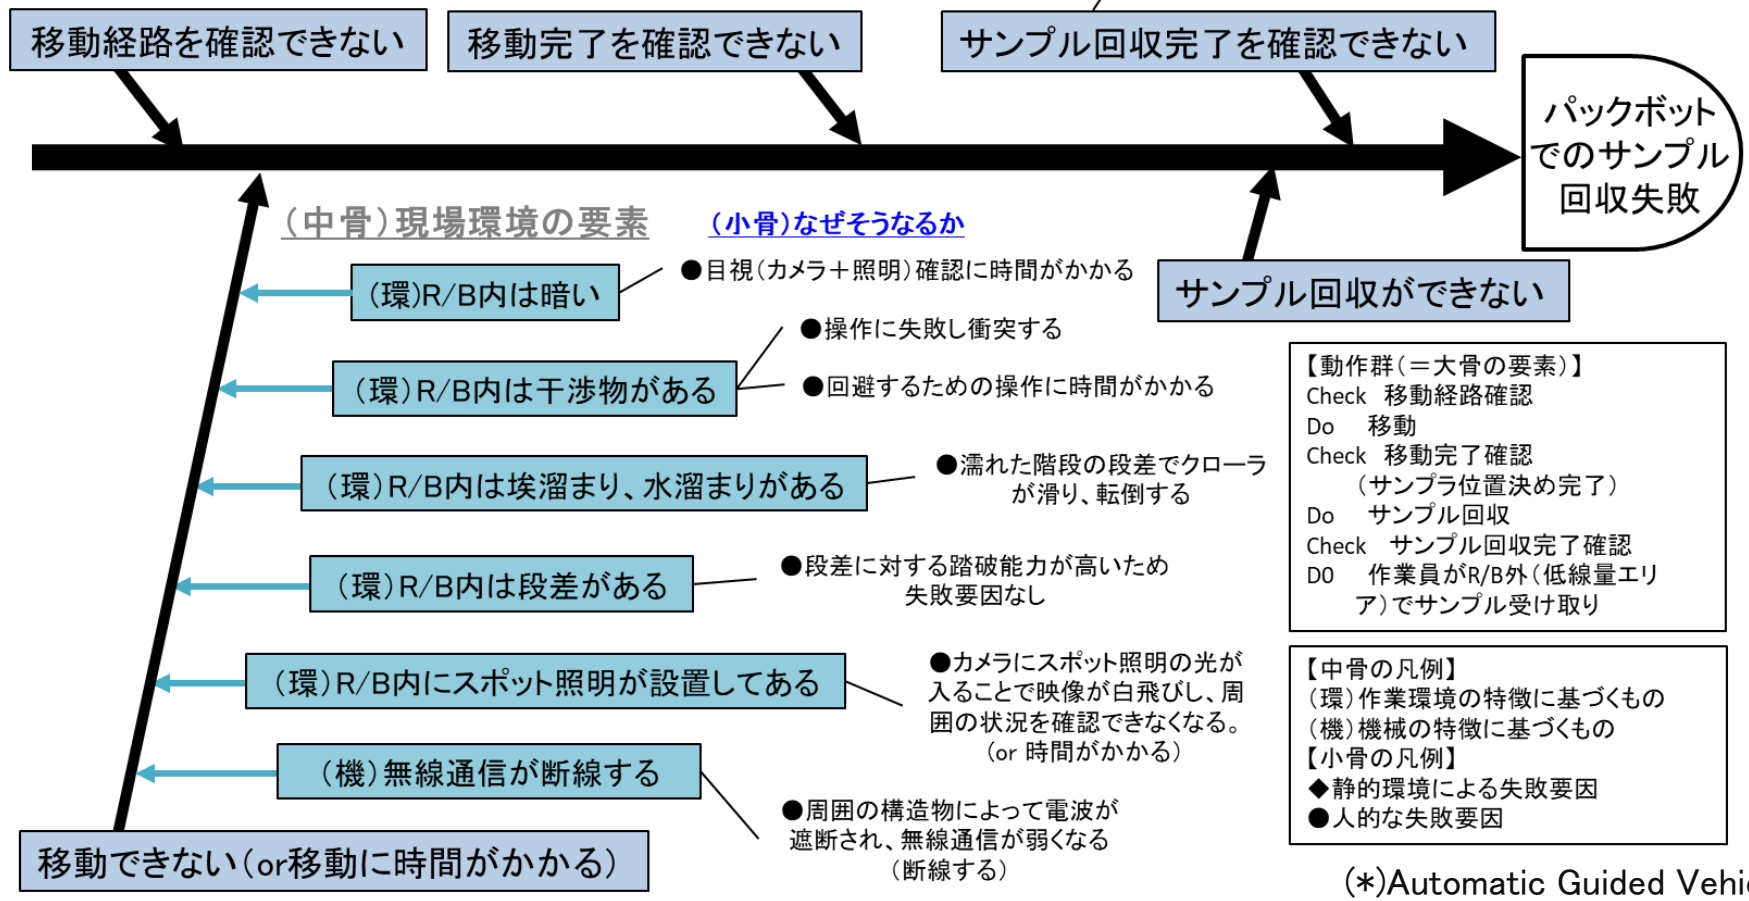 移動経路を確認できない
移動完了を確認できない
サンプル回収完了を確認できない
パックボット
でのサンプル
回収失敗
（中骨）現場環境の要素
（小骨）なぜそうなるか
（環）R/B内は暗い
●目視（カメラ＋照明）確認に時間がかかる
サンプル回収ができない
（環）R/B内は干渉物がある
●操作に失敗し衝突する
●回避するための操作に時間がかかる
（環）R/B内は埃溜まり、水溜まりがある
●濡れた階段の段差でクローラ
が滑り、転倒する
（環）R/B内は段差がある
●段差に対する踏破能力が高いため
失敗要因なし
（環）R/B内にスポット照明が設置してある
●カメラにスポット照明の光が
入ることで映像が白飛びし、周
囲の状況を確認できなくなる。
（or 時間がかかる）
（機）無線通信が断線する
●周囲の構造物によって電波が
遮断され、無線通信が弱くなる
（断線する）
移動できない（or移動に時間がかかる）
【動作群（＝大骨の要素）】
Check 移動経路確認
Do 移動
Check 移動完了確認
（サンプラ位置決め完了）
Do サンプル回収
Check サンプル回収完了確認
D0 作業員がR/B外（低線量エリ
ア）でサンプル受け取り
【中骨の凡例】
（環）作業環境の特徴に基づくもの
（機）機械の特徴に基づくもの
【小骨の凡例】
◆静的環境による失敗要因
●人的な失敗要因
(*)Automatic Guided